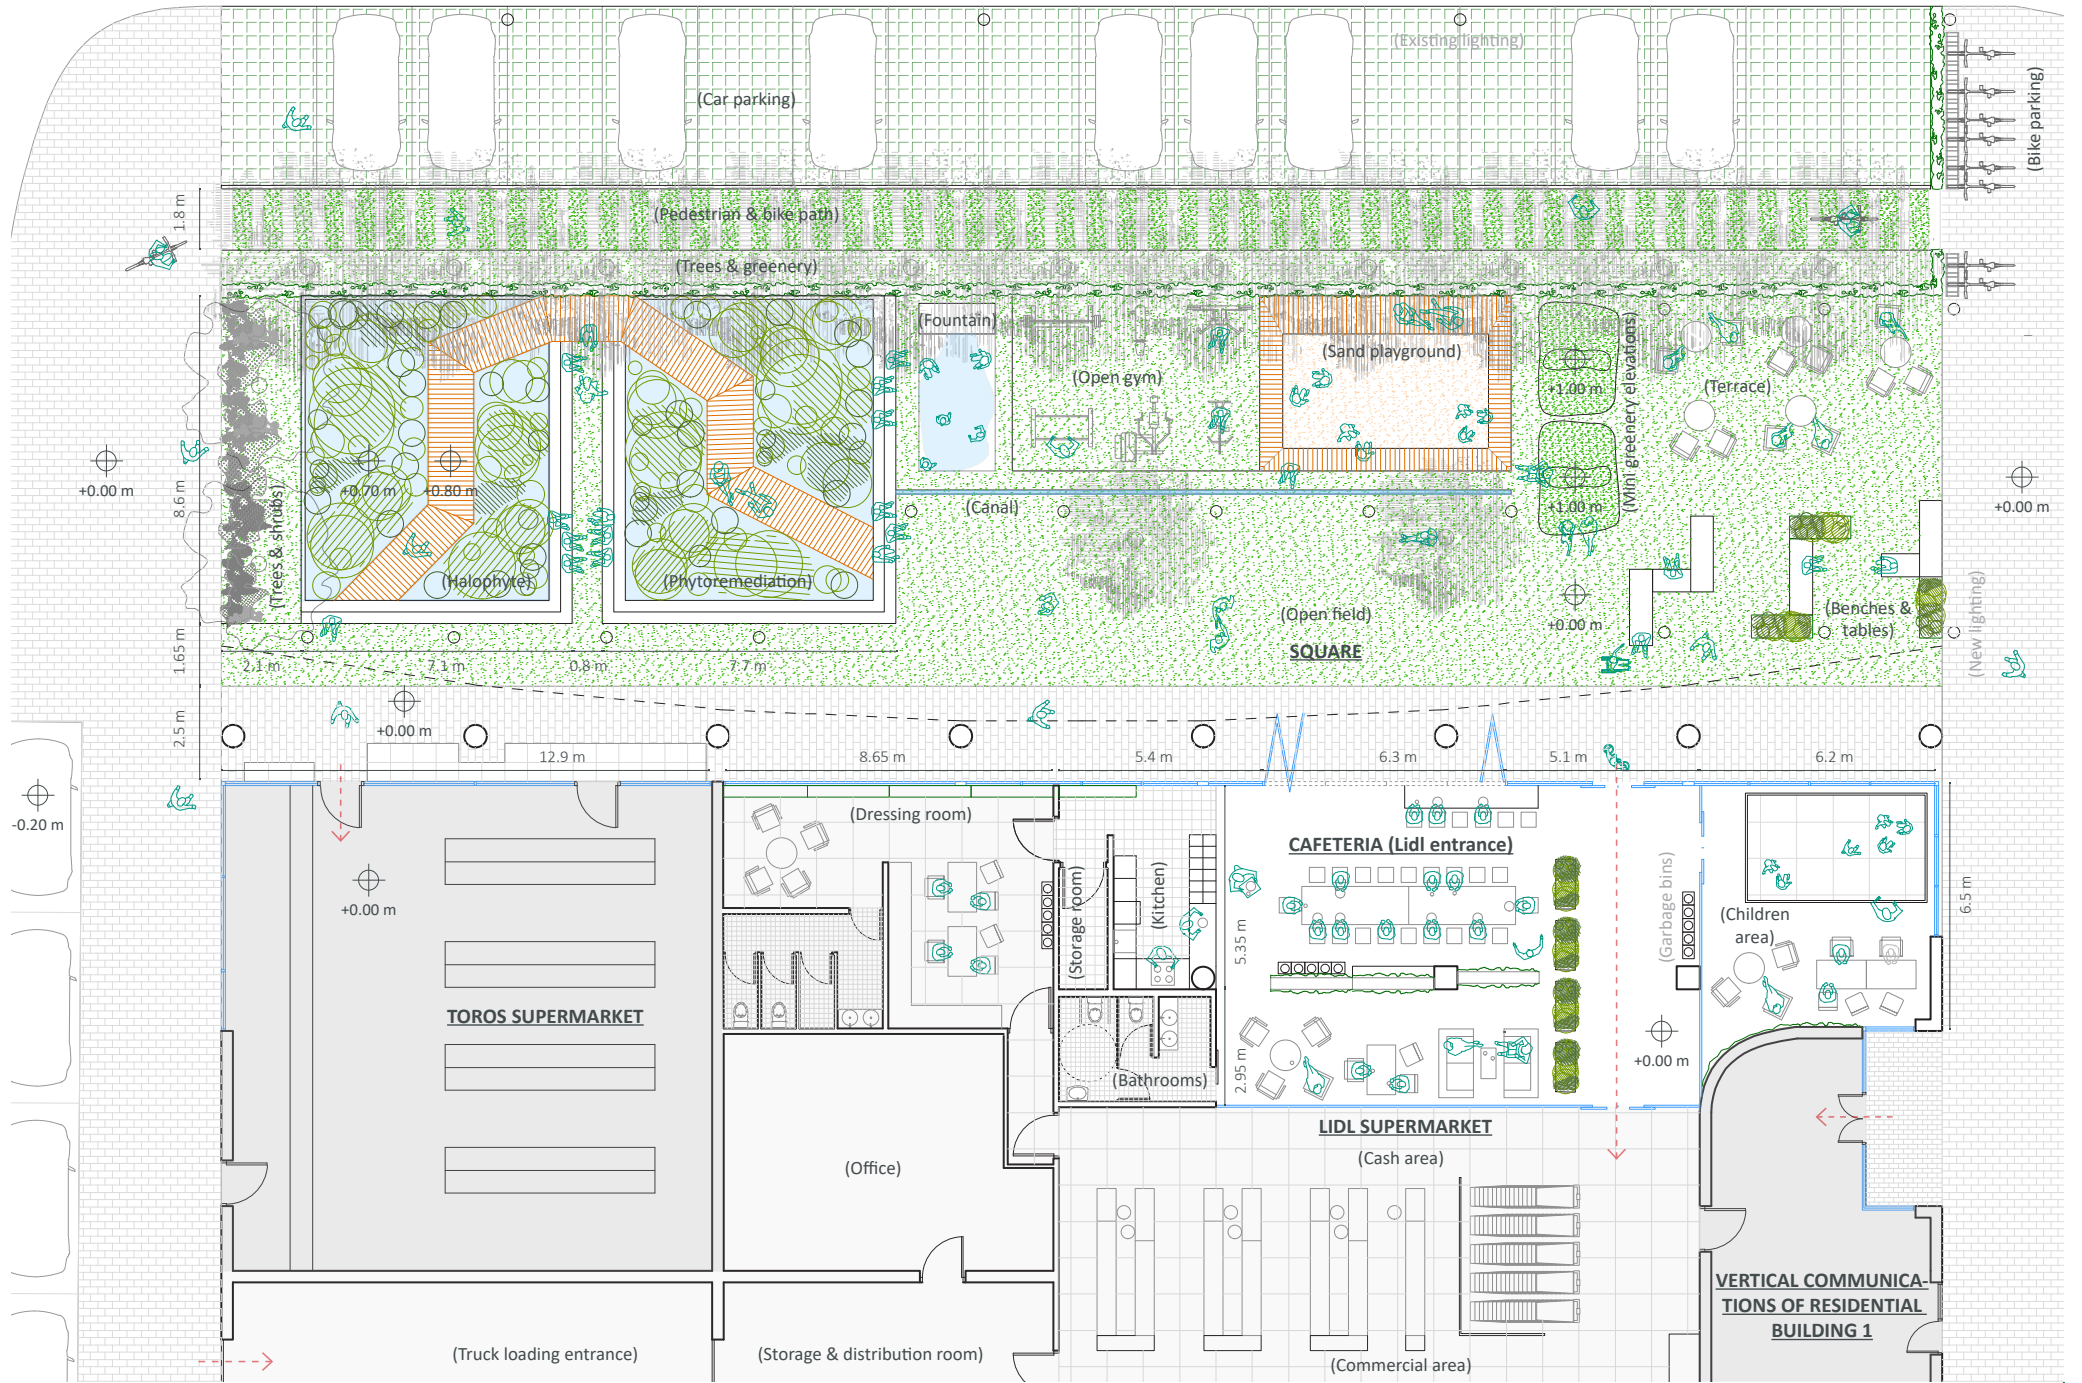 (Existing lighting)
(Car parking)
(Bike parking)
1.8 m
(Pedestrian & bike path)
(Trees & greenery)
(Fountain)
(Open gym)
(Sand playground)
(Mini greenery elevations)
+1.00 m
+1.00 m
(Terrace)
+0.00 m
8.6 m
(Trees & shrubs)
+0.70 m
+0.80 m
(Halophyte)
(Phytoremediation)
(Canal)
(Open field)
SQUARE
+0.00 m
(Benches &
tables)
+0.00 m
(New lighting)
1.65 m
2.1 m
7.1 m
0.8 m
7.7 m
2.5 m
+0.00 m
12.9 m
8.65 m
5.4 m
6.3 m
5.1 m
6.2 m
-0.20 m
+0.00 m
(Dressing room)
(Storage room)
(Kitchen)
CAFETERIA (Lidl entrance)
5.35 m
(Garbage bins)
(Children
area)
6.5 m
TOROS SUPERMARKET
2.95 m
(Bathrooms)
+0.00 m
LIDL SUPERMARKET
(Cash area)
(Office)
VERTICAL COMMUNICA-
TIONS OF RESIDENTIAL
BUILDING 1
(Truck loading entrance)
(Storage & distribution room)
(Commercial area)